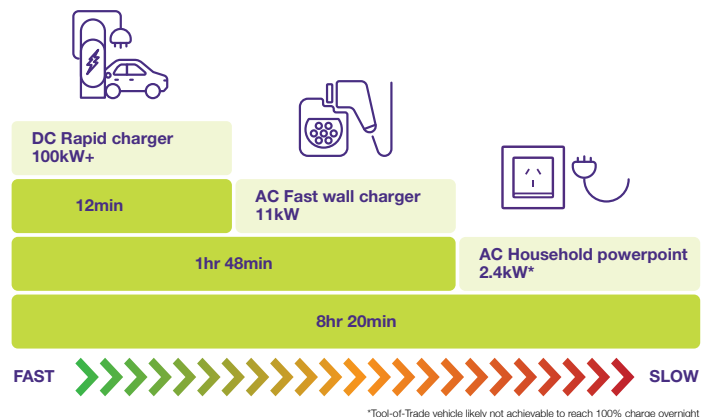 DC Rapid charger
100kW+
12min
AC Fast wall charger
11kW
1hr 48min
AC Household powerpoint
2.4kW*
8hr 20min
FAST
SLOW
*Tool-of-Trade vehicle likely not achievable to reach 100% charge overnight